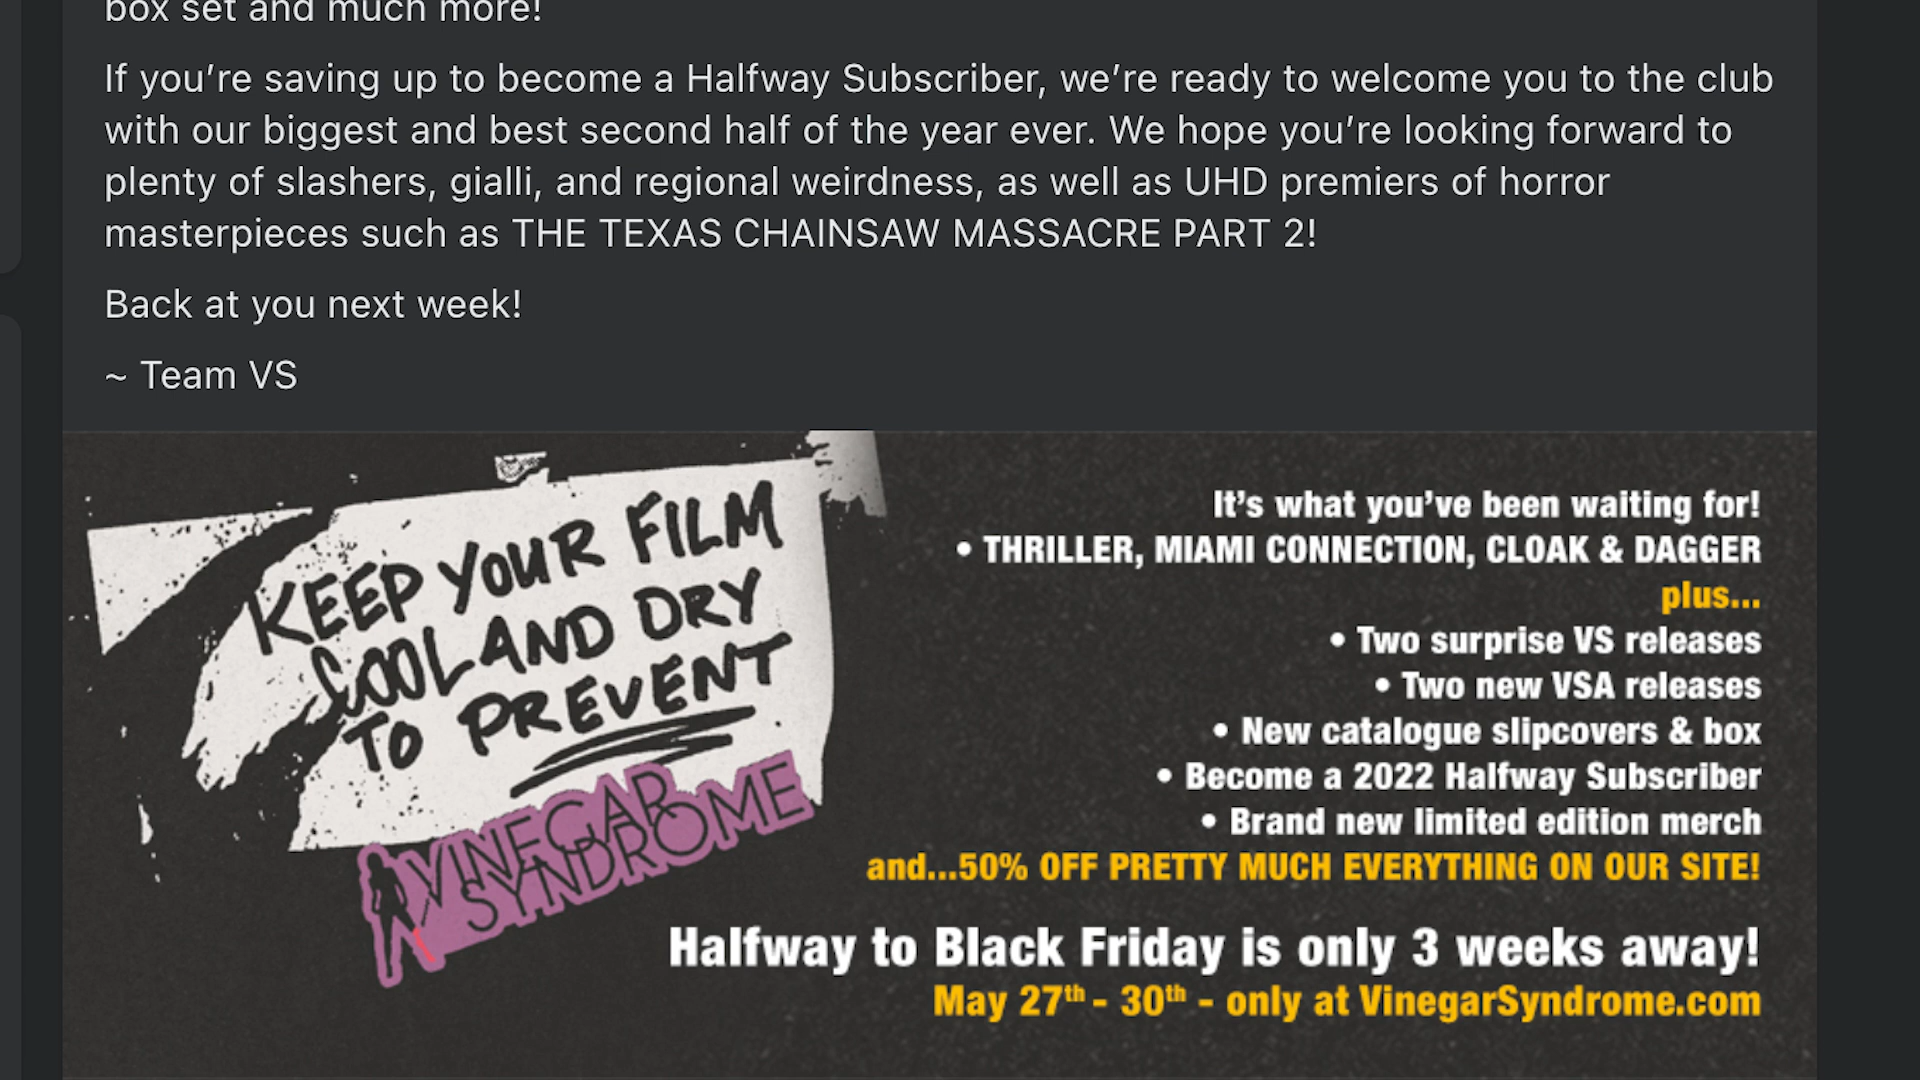 box set and much more!
If you’re saving up to become a Halfway Subscriber, we’re ready to welcome you to the club
with our biggest and best second half of the year ever. We hope you’re looking forward to
plenty of slashers, gialli, and regional weirdness, as well as UHD premiers of horror
masterpieces such as THE TEXAS CHAINSAW MASSACRE PART 2!
Back at you next week!
~ Team VS
KEEP YOUR FILM
COOL AND DRY
TO PREVENT
VINEGAR
SYNDROME
It’s what you’ve been waiting for!
• THRILLER, MIAMI CONNECTION, CLOAK & DAGGER
plus...
• Two surprise VS releases
• Two new VSA releases
• New catalogue slipcovers & box
• Become a 2022 Halfway Subscriber
• Brand new limited edition merch
and...50% OFF PRETTY MUCH EVERYTHING ON OUR SITE!
Halfway to Black Friday is only 3 weeks away!
May 27th - 30th - only at VinegarSyndrome.com